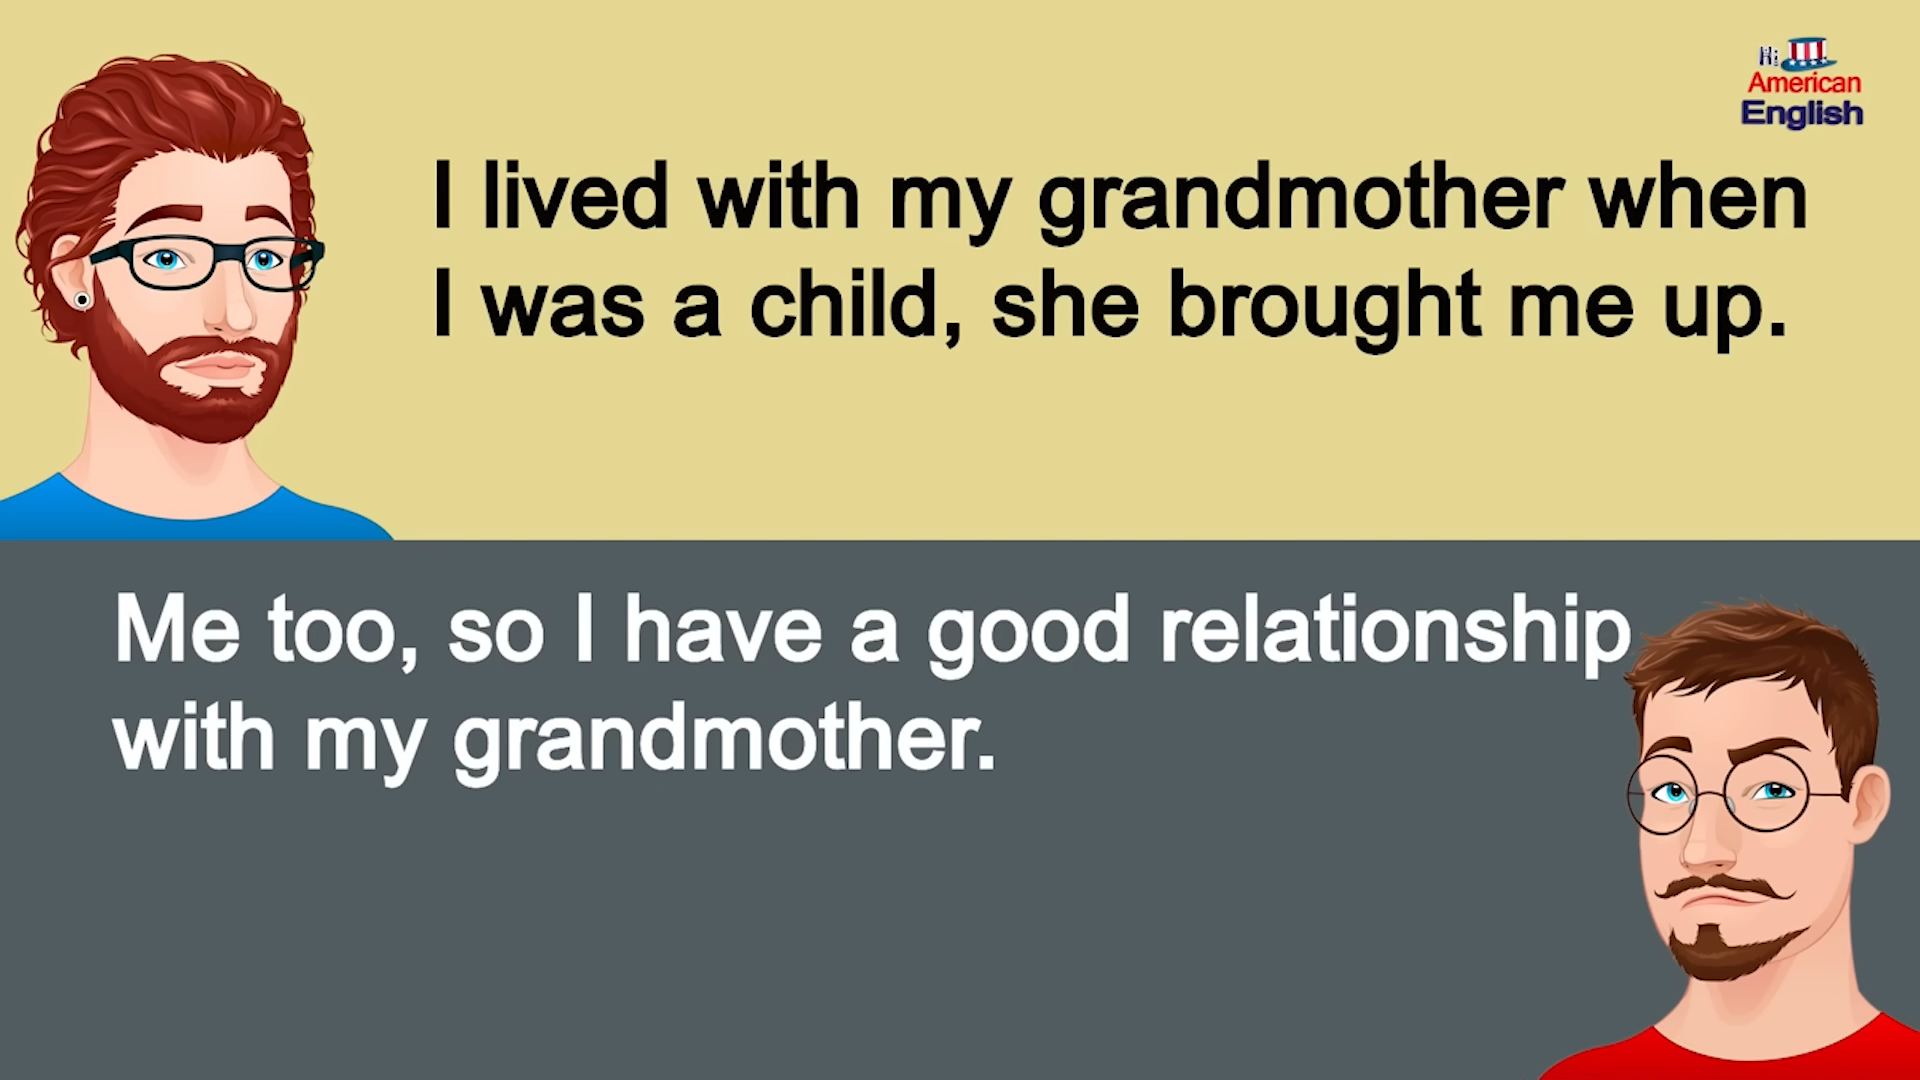 Hi
American
English
I lived with my grandmother when
I was a child, she brought me up.
Me too, so I have a good relationship
with my grandmother.